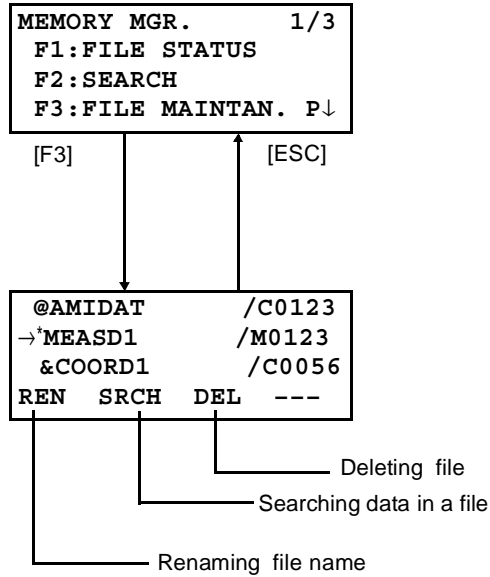 MEMORY MGR. 1/3
F1:FILE STATUS
F2:SEARCH
F3:FILE MAINTAN. P↓
[F3] [ESC]
@AMIDAT /C0123
→*MEASD1 /M0123
&COORD1 /C0056
REN SRCH DEL ---
Deleting file
Searching data in a file
Renaming file name